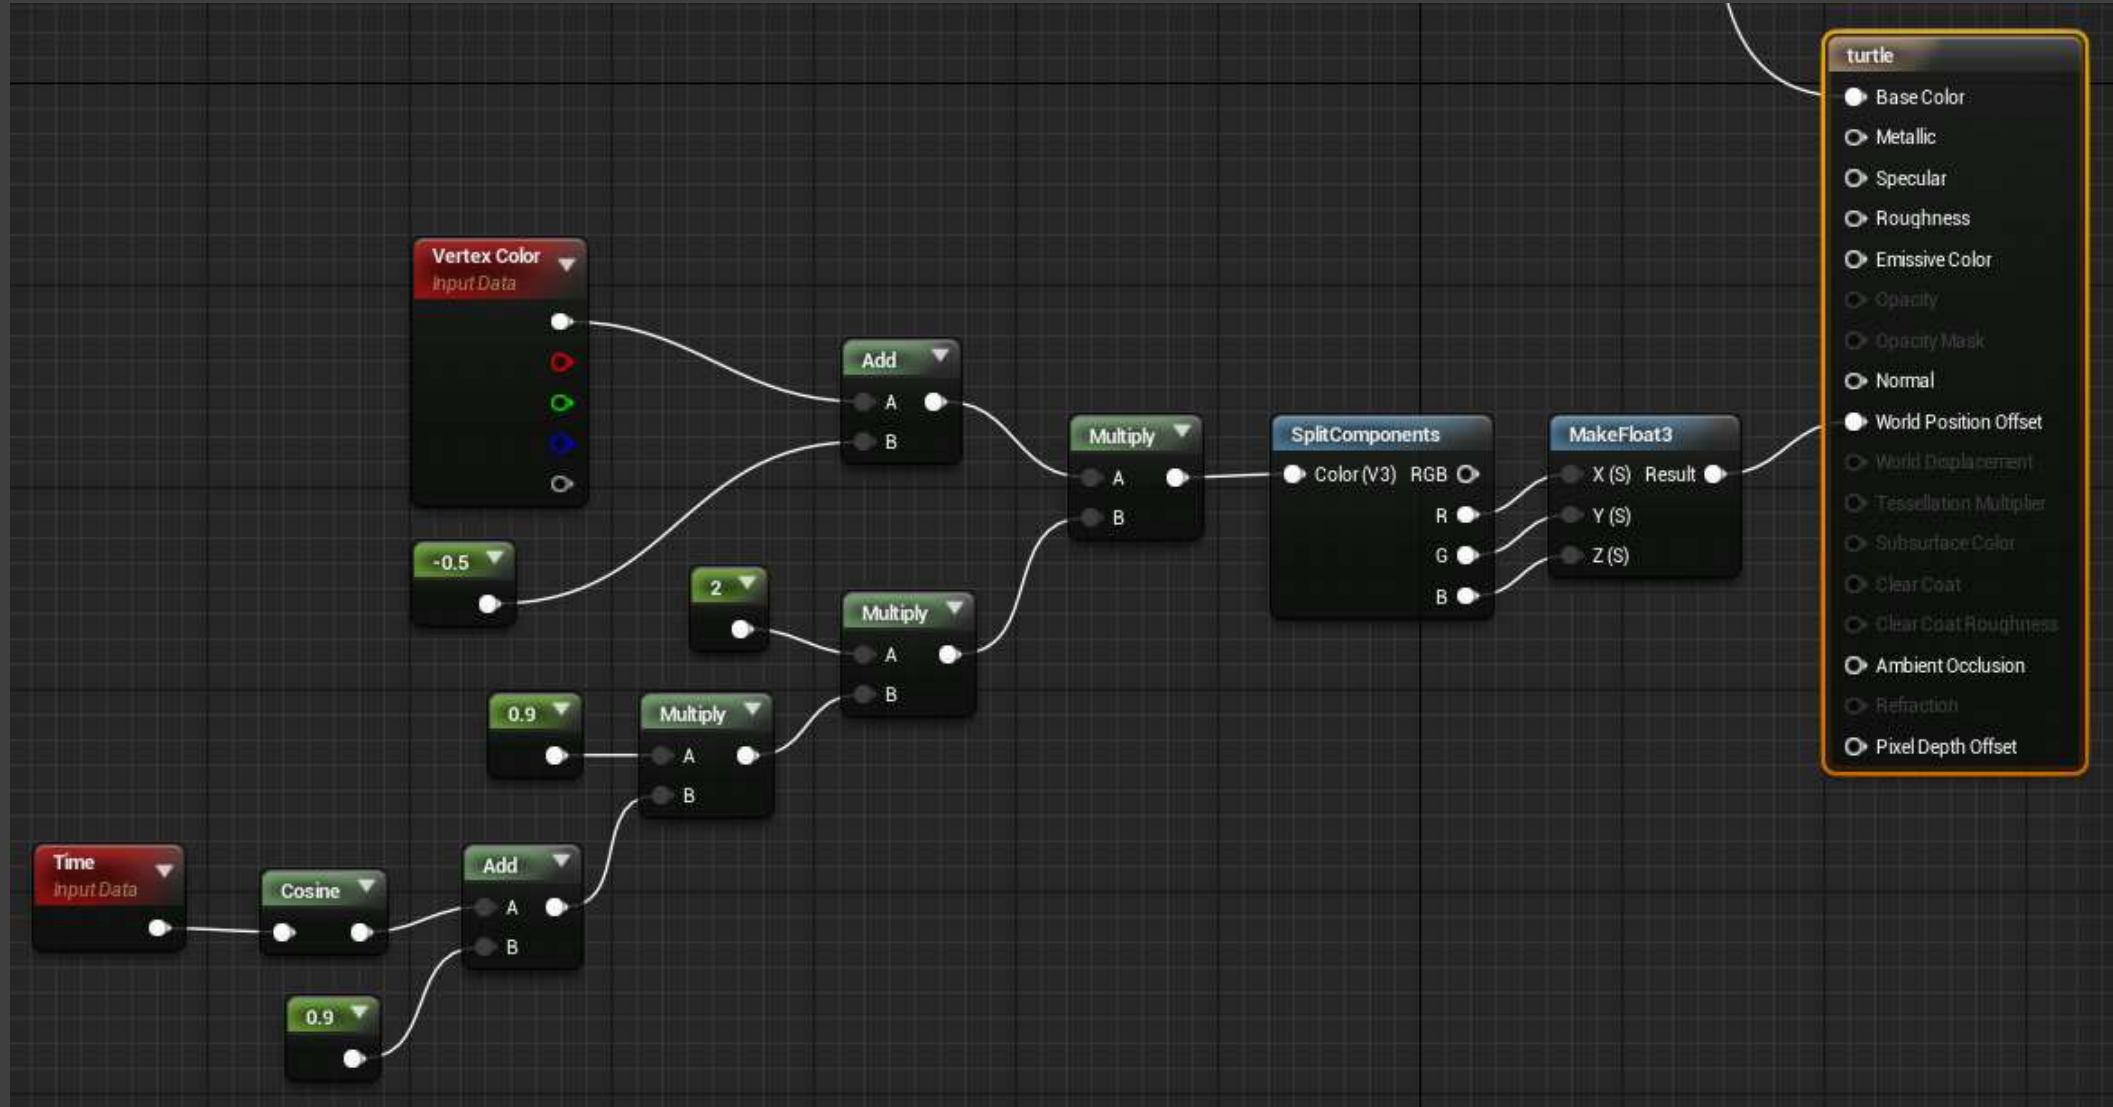 turtle
Base Color
Metallic
Specular
Roughness
Emissive Color
Opacity
Opacity Mask
Normal
World Position Offset
World Displacement
Tessellation Multiplier
Subsurface Color
Clear Coat
Clear Coat Roughness
Ambient Occlusion
Refraction
Pixel Depth Offset
Vertex Color
Input Data
-0.5
Add
A
B
Multiply
A
B
SplitComponents
Color (V3) RGB
R
G
B
MakeFloat3
X (S) Result
Y (S)
Z (S)
2
Multiply
A
B
0.9
Multiply
A
B
Time
Input Data
Cosine
Add
A
B
0.9